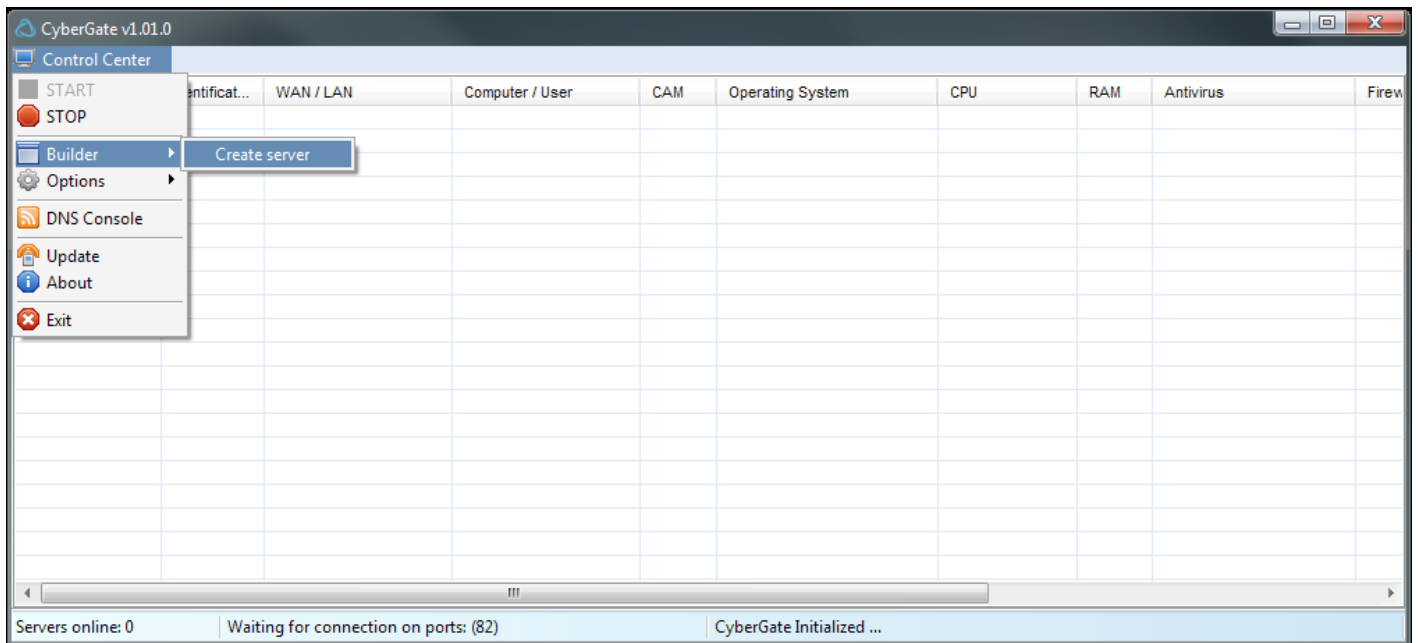 CyberGate v1.01.0
Control Center
START
entificat... WAN / LAN Computer / User CAM Operating System CPU RAM Antivirus Firew
STOP
Builder Create server
Options
DNS Console
Update
About
Exit
Servers online: 0 Waiting for connection on ports: (82) CyberGate Initialized ...